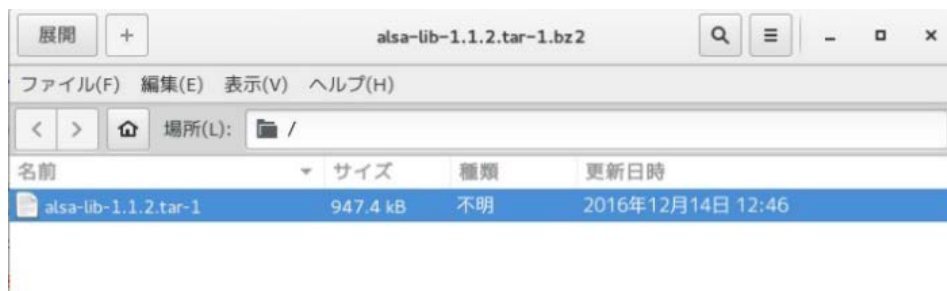 展開 + alsa-lib-1.1.2.tar-1.bz2
ファイル(F) 編集(E) 表示(V) ヘルプ(H)
場所(L): /
名前 サイズ 種類 更新日時
alsa-lib-1.1.2.tar-1 947.4 kB 不明 2016年12月14日 12:46